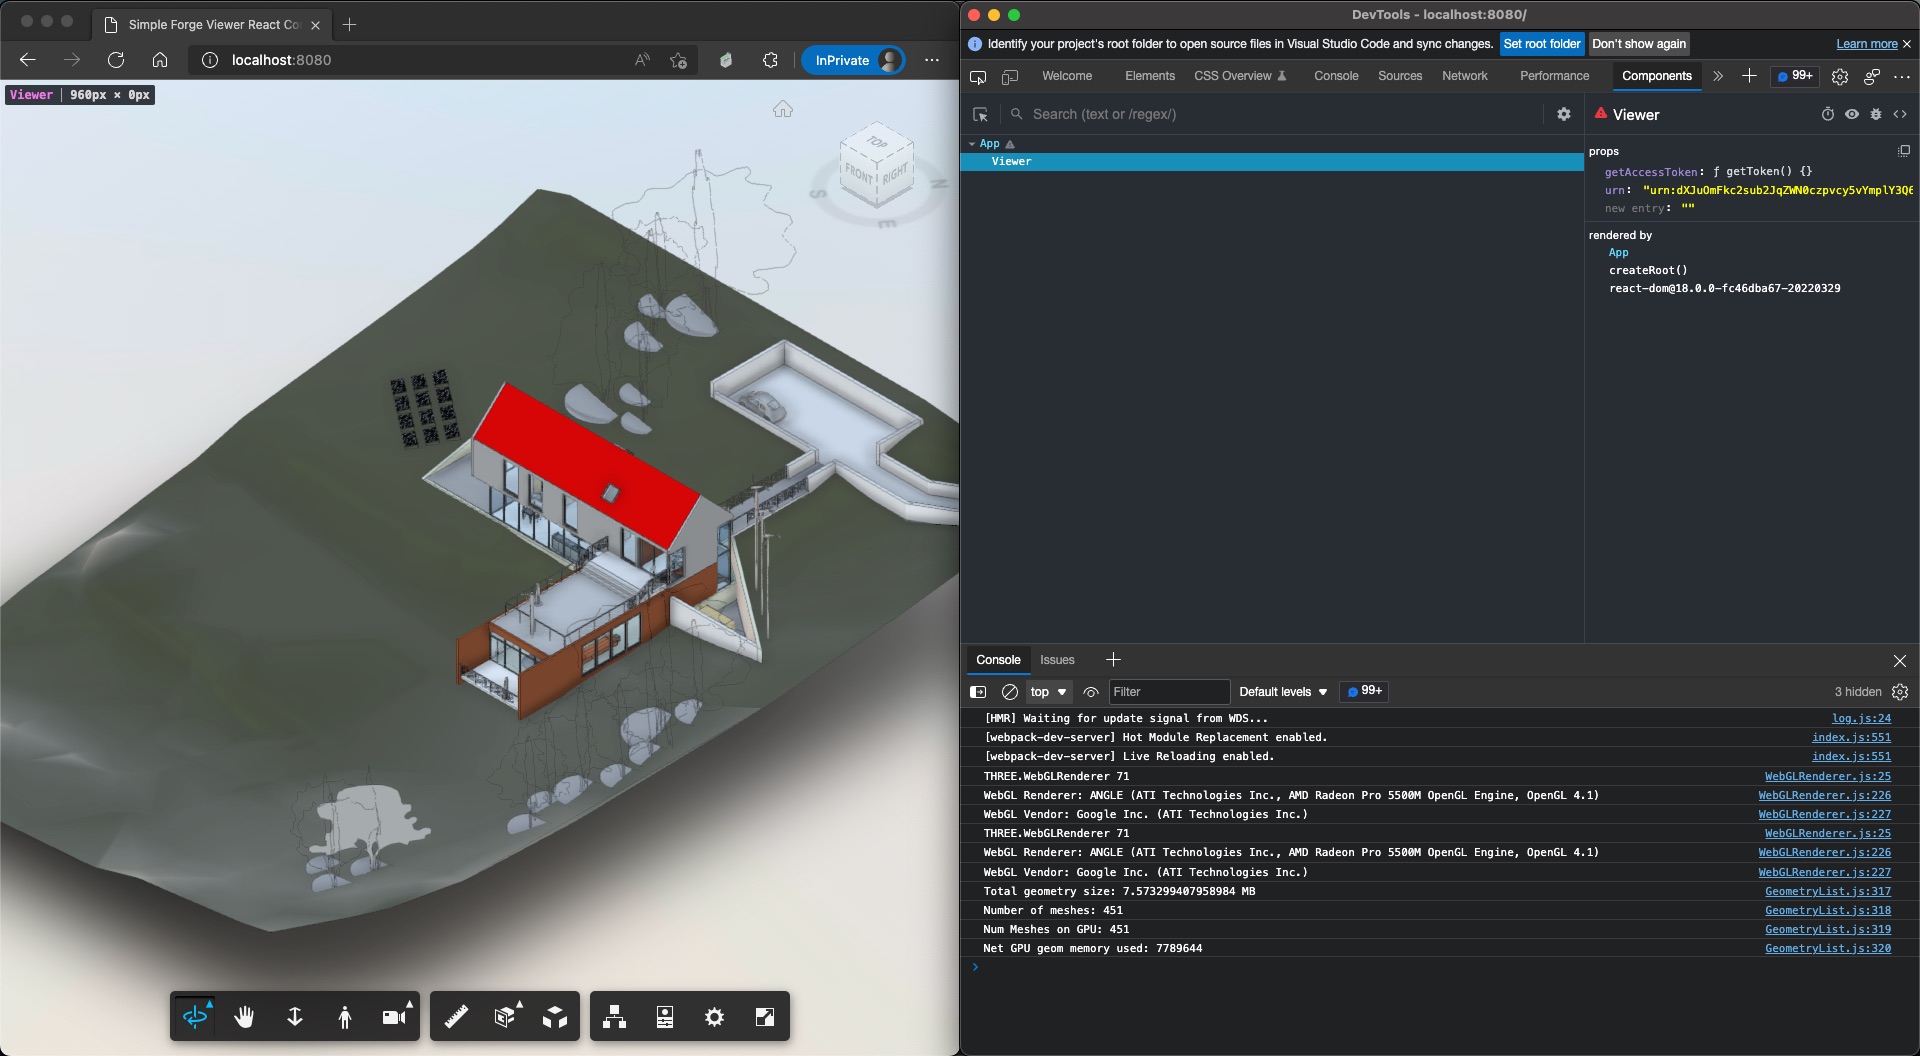 Simple Forge Viewer React Co
localhost:8080
InPrivate
Viewer | 960px × 0px
TOP
FRONT
RIGHT
S
E
N
DevTools - localhost:8080/
Identify your project's root folder to open source files in Visual Studio Code and sync changes. Set root folder Don't show again Learn more
Welcome Elements CSS Overview Console Sources Network Performance Components 99+
Search (text or /regex/)
App
Viewer
Viewer
props
getAccessToken: ƒ getToken() {}
urn: "urn:dXJuOmFkc2sub2JqZWN0czpvcy5vYmplY3Q6
new entry: ""
rendered by
App
createRoot()
react-dom@18.0.0-fc46dba67-20220329
Console Issues
top Filter Default levels 99+ 3 hidden
[HMR] Waiting for update signal from WDS... log.js:24
[webpack-dev-server] Hot Module Replacement enabled. index.js:551
[webpack-dev-server] Live Reloading enabled. index.js:551
THREE.WebGLRenderer 71 WebGLRenderer.js:25
WebGL Renderer: ANGLE (ATI Technologies Inc., AMD Radeon Pro 5500M OpenGL Engine, OpenGL 4.1) WebGLRenderer.js:226
WebGL Vendor: Google Inc. (ATI Technologies Inc.) WebGLRenderer.js:227
THREE.WebGLRenderer 71 WebGLRenderer.js:25
WebGL Renderer: ANGLE (ATI Technologies Inc., AMD Radeon Pro 5500M OpenGL Engine, OpenGL 4.1) WebGLRenderer.js:226
WebGL Vendor: Google Inc. (ATI Technologies Inc.) WebGLRenderer.js:227
Total geometry size: 7.573299407958984 MB GeometryList.js:317
Number of meshes: 451 GeometryList.js:318
Num Meshes on GPU: 451 GeometryList.js:319
Net GPU geom memory used: 7789644 GeometryList.js:320